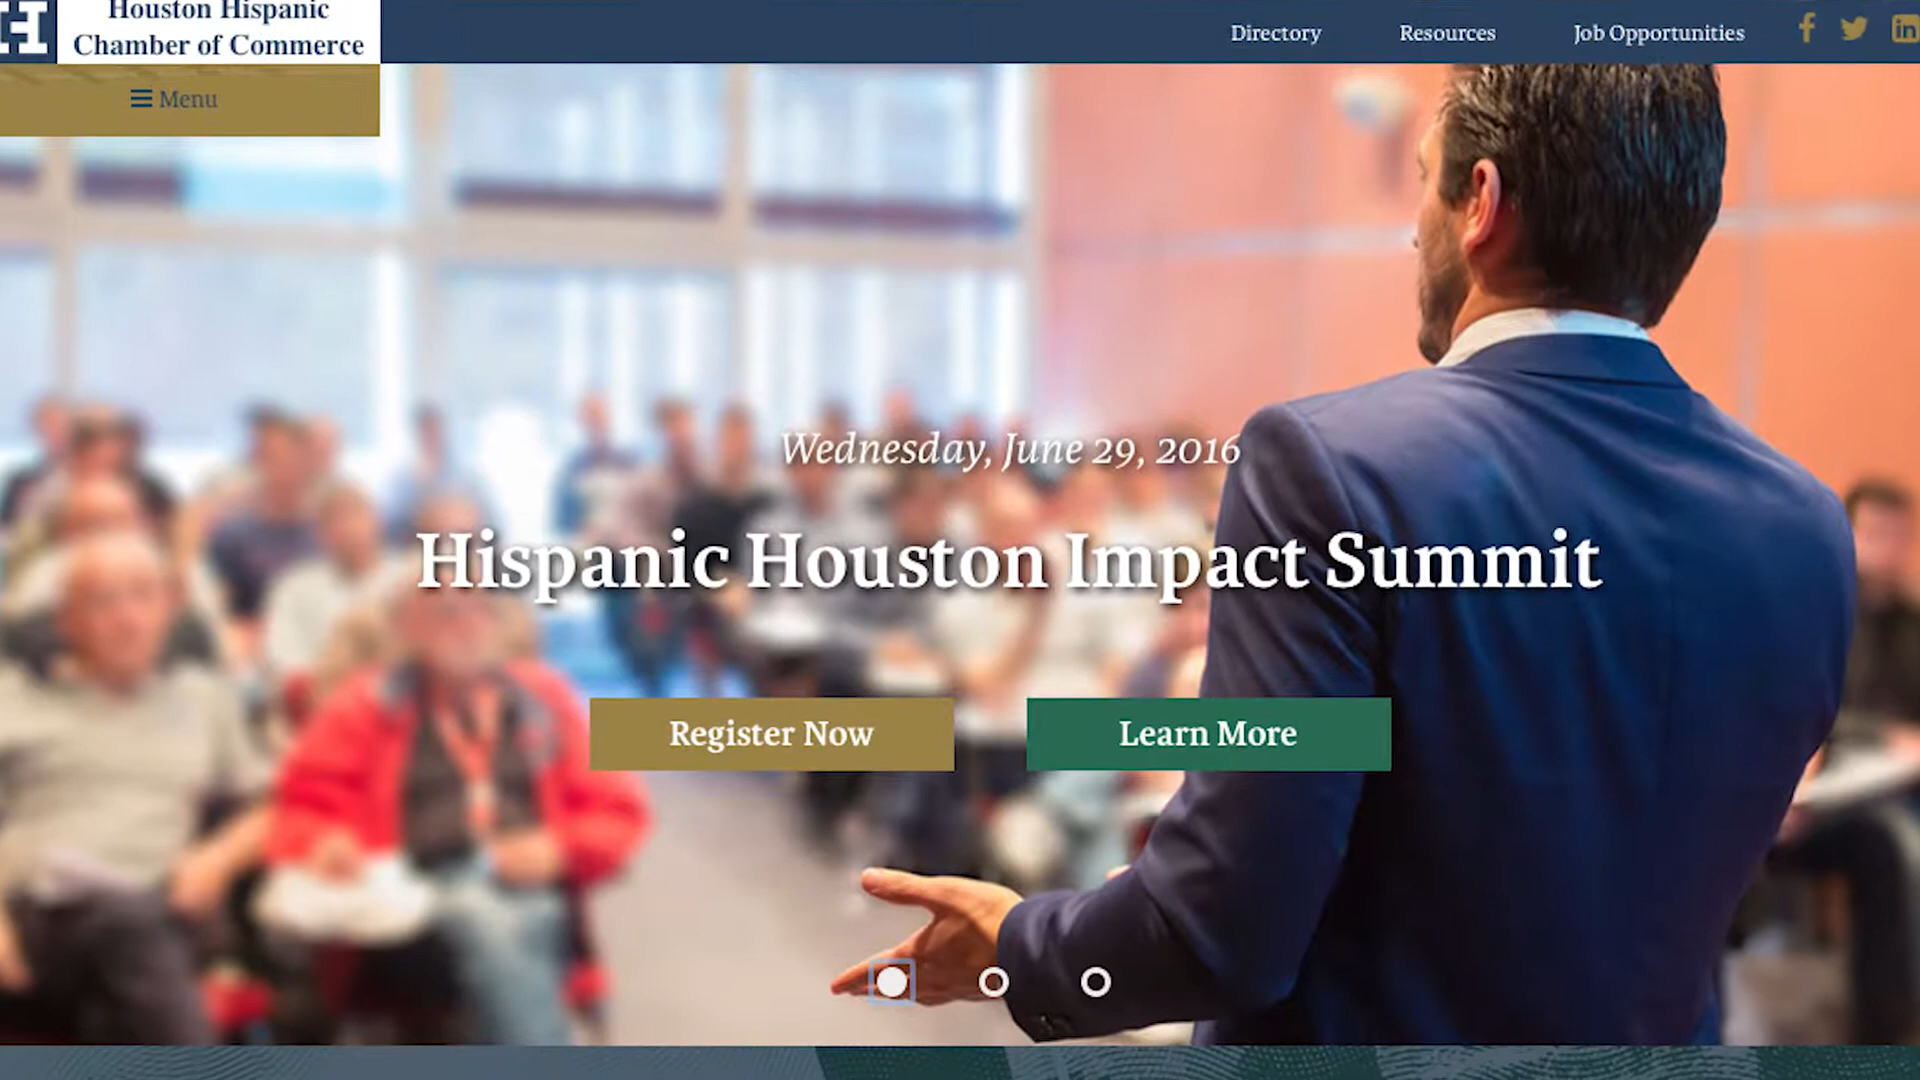 Houston Hispanic
Chamber of Commerce
Directory
Resources
Job Opportunities
Menu
Wednesday, June 29, 2016
Hispanic Houston Impact Summit
Register Now
Learn More